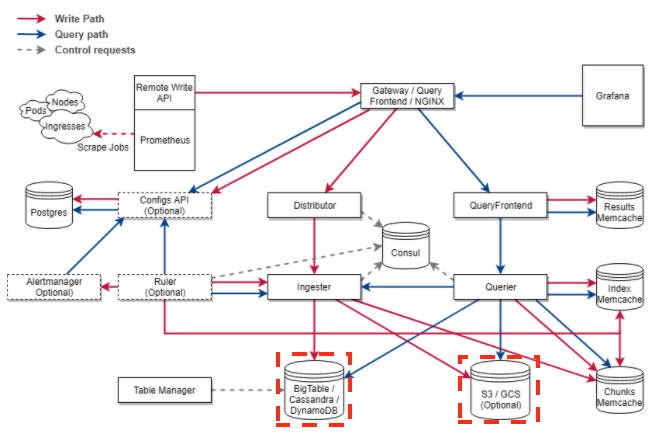 Write Path
Query path
Control requests
Remote Write
API
Prometheus
Gateway / Query
Frontend / NGINX
Grafana
Nodes
Pods
Ingresses
Scrape Jobs
Postgres
Configs API
(Optional)
Distributor
QueryFrontend
Results
Memcache
Consul
Alertmanager
Optional)
Ruler
(Optional)
Ingester
Querier
Index
Memcache
Table Manager
BigTable /
Cassandra /
DynamoDB
S3 / GCS
(Optional)
Chunks
Memcache